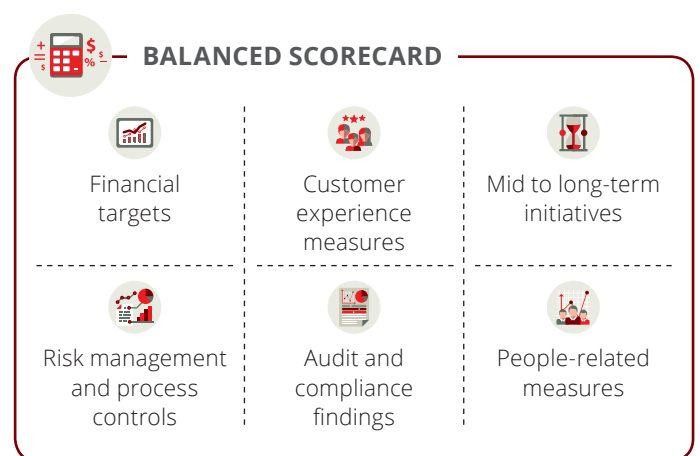 BALANCED SCORECARD
Financial
targets
Customer
experience
measures
Mid to long-term
initiatives
Risk management
and process
controls
Audit and
compliance
findings
People-related
measures